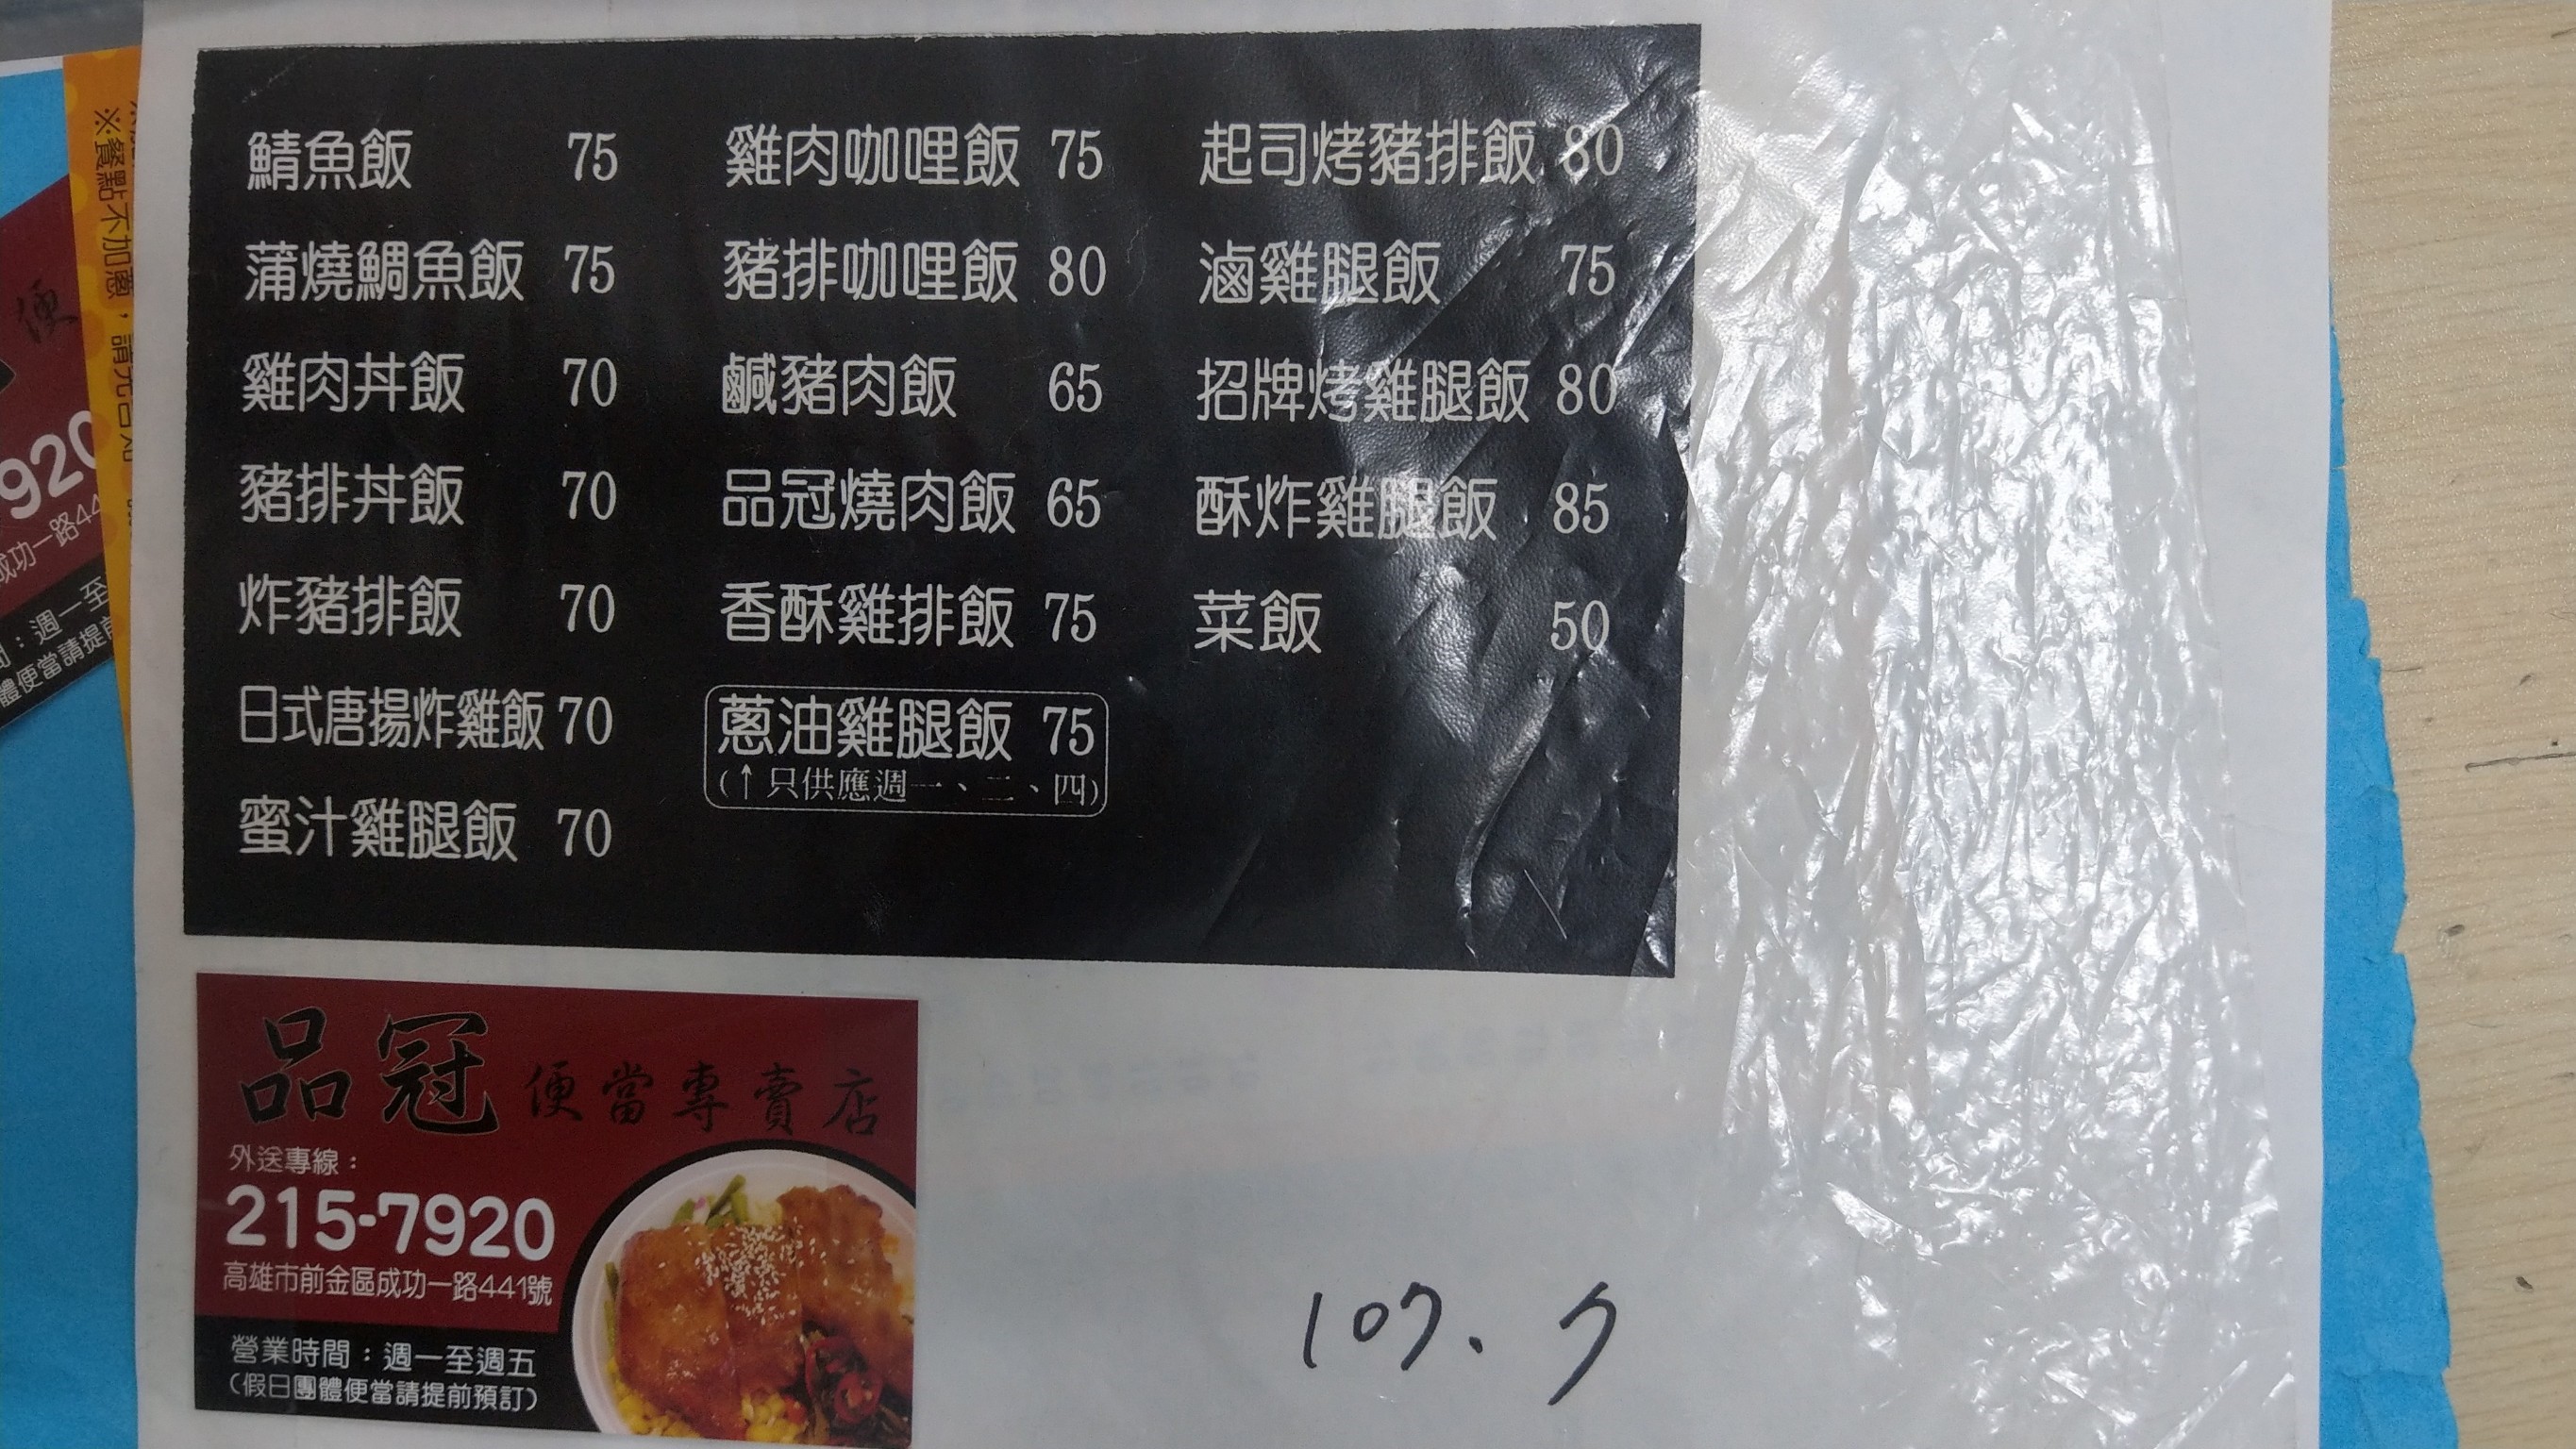 鯖魚飯 75
蒲燒鯛魚飯 75
雞肉丼飯 70
豬排丼飯 70
炸豬排飯 70
日式唐揚炸雞飯 70
蜜汁雞腿飯 70
雞肉咖哩飯 75
豬排咖哩飯 80
鹹豬肉飯 65
品冠燒肉飯 65
香酥雞排飯 75
蔥油雞腿飯 75
(↑只供應週一、二、四)
起司烤豬排飯 80
滷雞腿飯 75
招牌烤雞腿飯 80
酥炸雞腿飯 85
菜飯 50
品冠 便當專賣店
外送專線：
215-7920
高雄市前金區成功一路441號
營業時間：週一至週五
(假日團體便當請提前預訂)
107.7
※餐點不加蔥，請先告知
便
920
成功一路44
間：週一至
體便當請提前